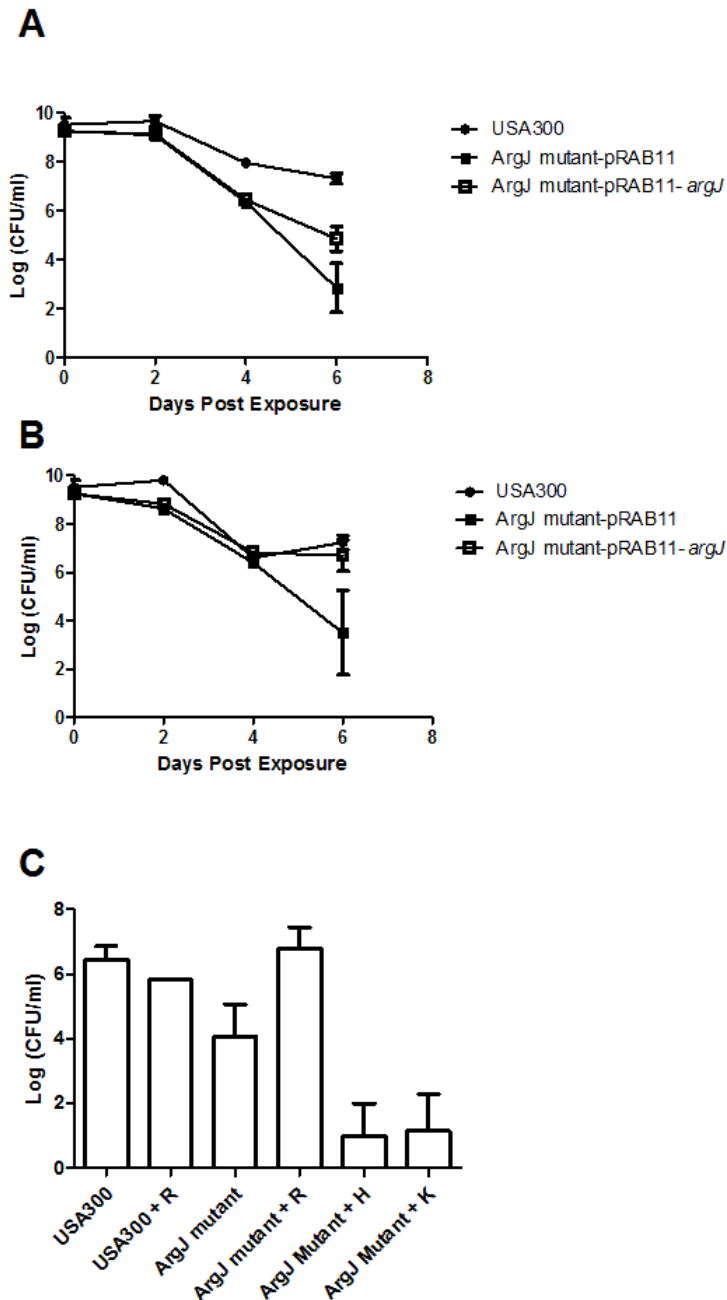 A
10
8
6
4
2
0
0 2 4 6 8
Log (CFU/ml)
Days Post Exposure
USA300
ArgJ mutant-pRAB11
ArgJ mutant-pRAB11-argJ
B
10
8
6
4
2
0
0 2 4 6 8
Log (CFU/ml)
Days Post Exposure
USA300
ArgJ mutant-pRAB11
ArgJ mutant-pRAB11-argJ
C
8
6
4
2
0
Log (CFU/ml)
USA300
USA300 + R
ArgJ mutant
ArgJ mutant + R
ArgJ Mutant + H
ArgJ Mutant + K